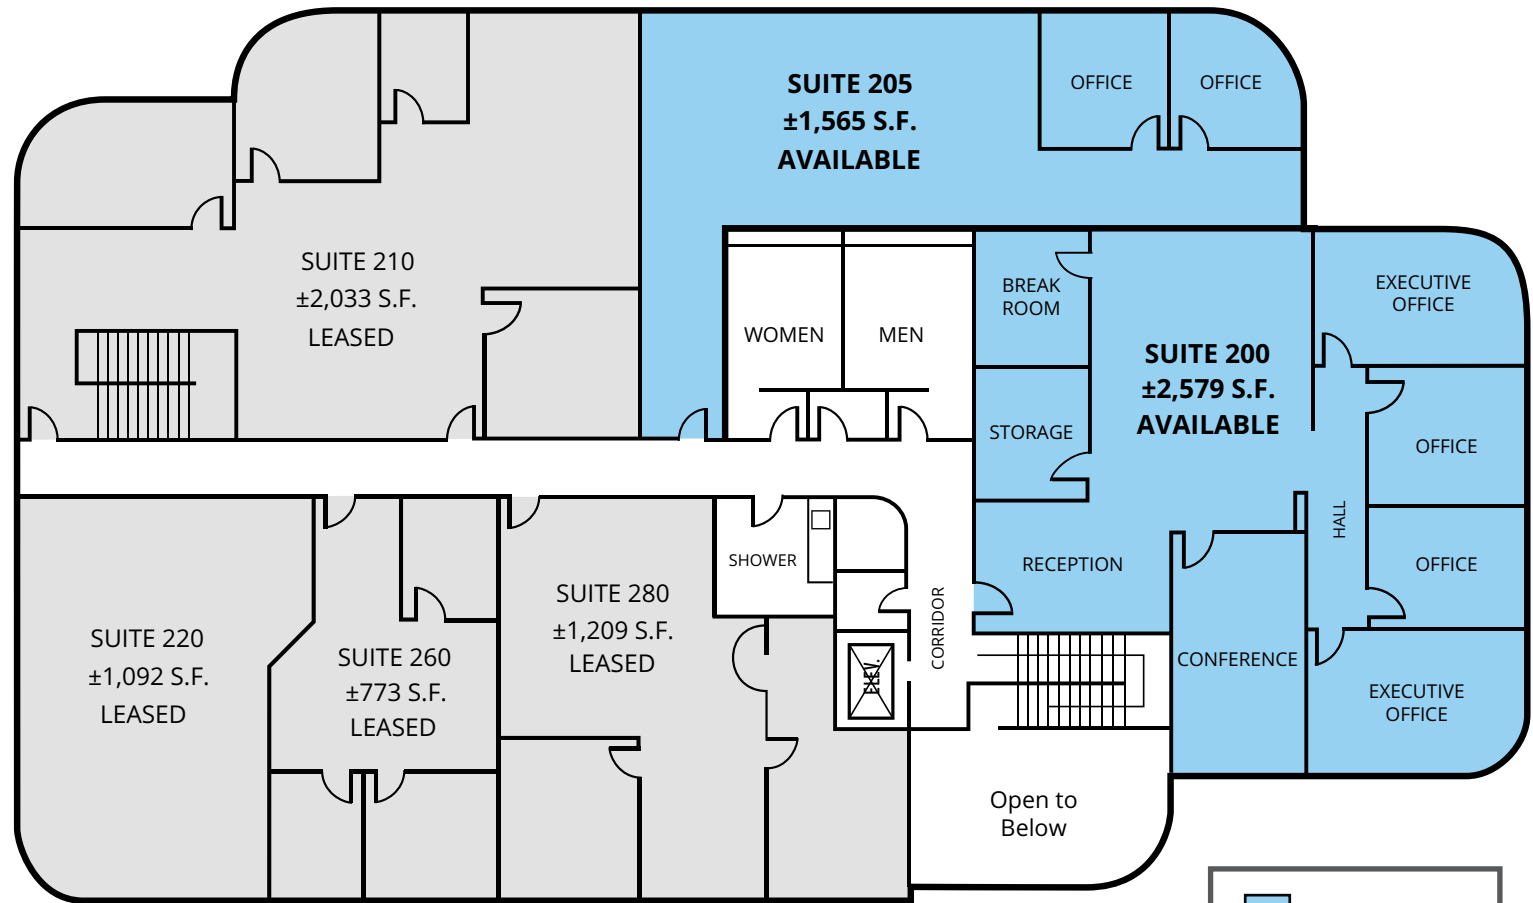 SUITE 205
±1,565 S.F.
AVAILABLE
OFFICE
OFFICE
SUITE 210
±2,033 S.F.
LEASED
WOMEN
MEN
BREAK
ROOM
STORAGE
SUITE 200
±2,579 S.F.
AVAILABLE
EXECUTIVE
OFFICE
OFFICE
HALL
OFFICE
RECEPTION
CONFERENCE
EXECUTIVE
OFFICE
SUITE 220
±1,092 S.F.
LEASED
SUITE 260
±773 S.F.
LEASED
SUITE 280
±1,209 S.F.
LEASED
SHOWER
ELEV.
CORRIDOR
Open to
Below